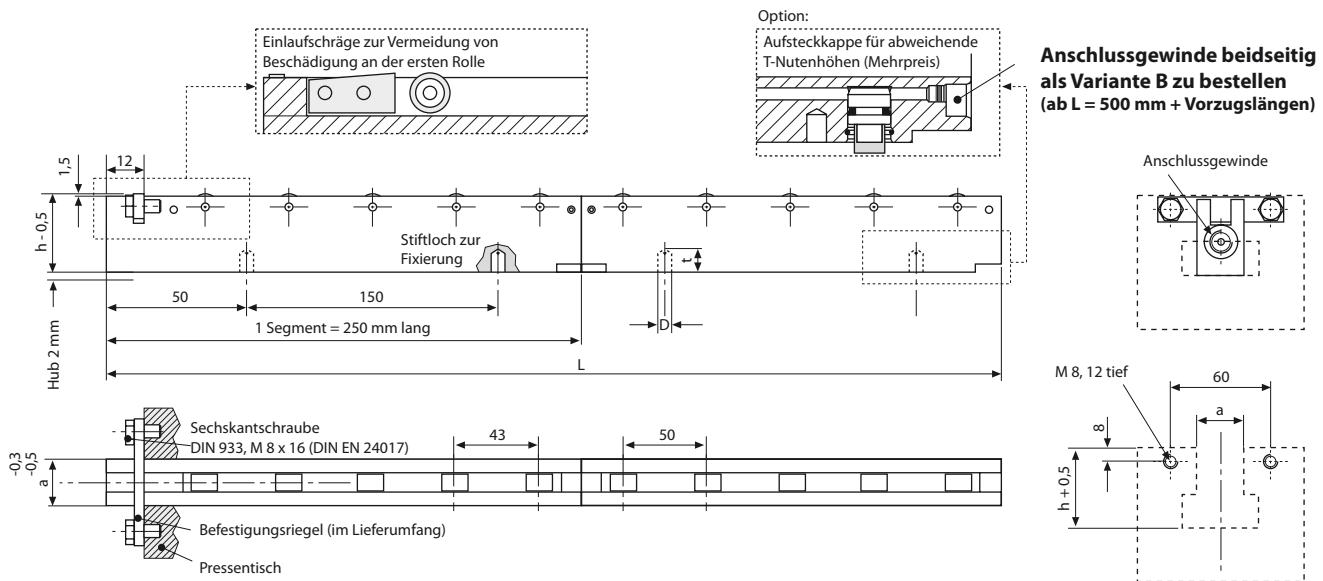 Einlaufschräge zur Vermeidung von
Beschädigung an der ersten Rolle
Option:
Aufsteckkappe für abweichende
T-Nutenhöhen (Mehrpreis)
Anschlussgewinde beidseitig
als Variante B zu bestellen
(ab L = 500 mm + Vorzugslängen)
Anschlussgewinde
1,5
12
h - 0,5
Stiftloch zur
Fixierung
t
50
150
D
1 Segment = 250 mm lang
Hub 2 mm
L
M 8, 12 tief
60
a
8
h + 0,5
Sechskantschraube
DIN 933, M 8 x 16 (DIN EN 24017)
43
50
-0,3
-0,5
a
Befestigungsriegel (im Lieferumfang)
Pressentisch